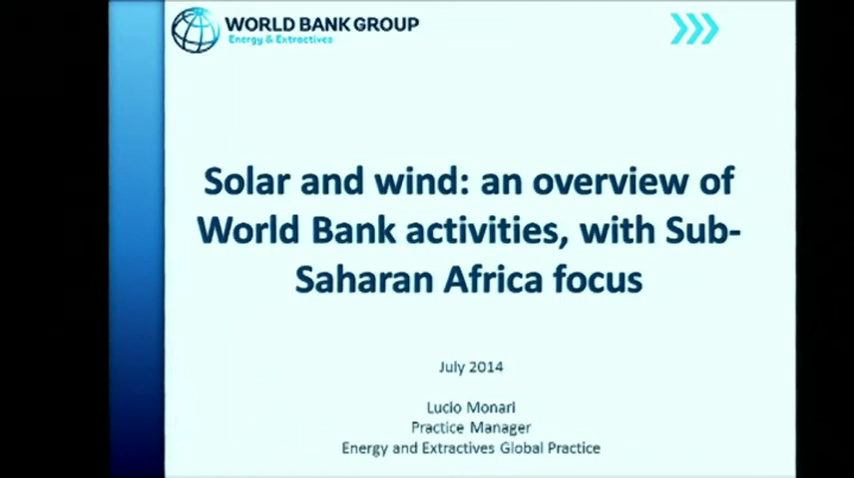 WORLD BANK GROUP
Energy & Extractives
Solar and wind: an overview of
World Bank activities, with Sub-
Saharan Africa focus
July 2014
Lucio Monari
Practice Manager
Energy and Extractives Global Practice